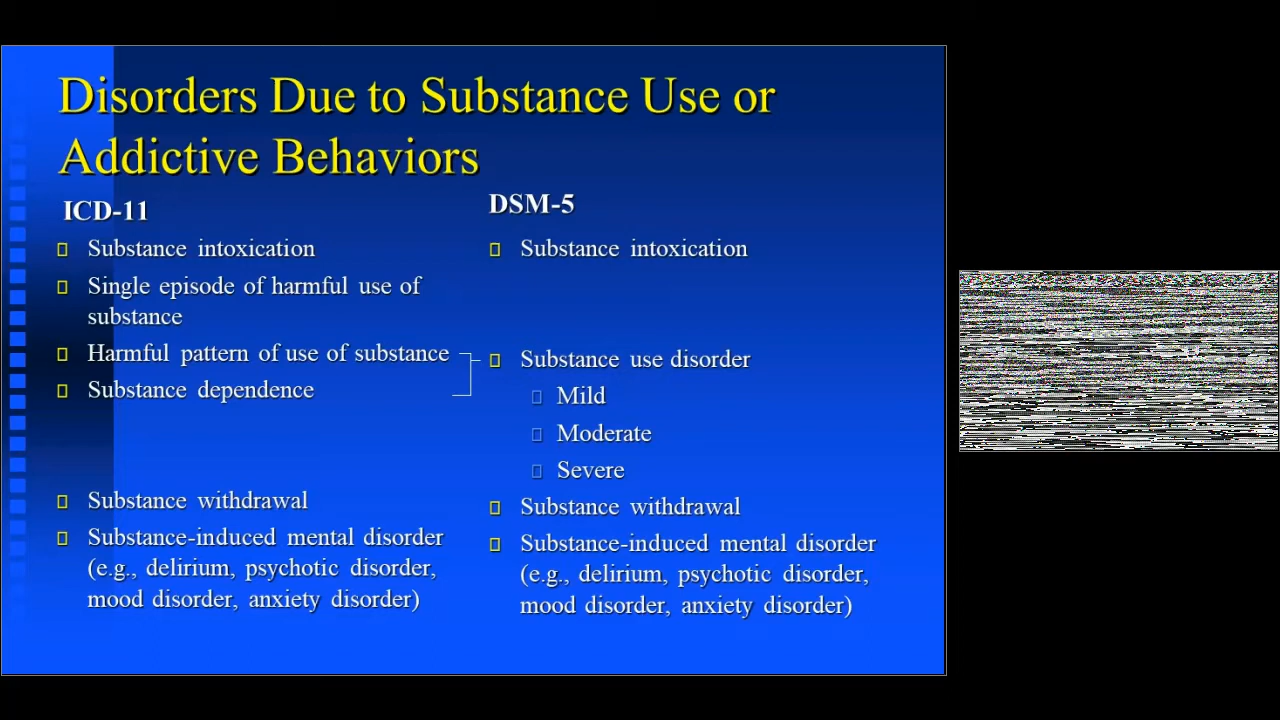 Disorders Due to Substance Use or
Addictive Behaviors
ICD-11
Substance intoxication
Single episode of harmful use of
substance
Harmful pattern of use of substance
Substance dependence
Substance withdrawal
Substance-induced mental disorder
(e.g., delirium, psychotic disorder,
mood disorder, anxiety disorder)
DSM-5
Substance intoxication
Substance use disorder
Mild
Moderate
Severe
Substance withdrawal
Substance-induced mental disorder
(e.g., delirium, psychotic disorder,
mood disorder, anxiety disorder)